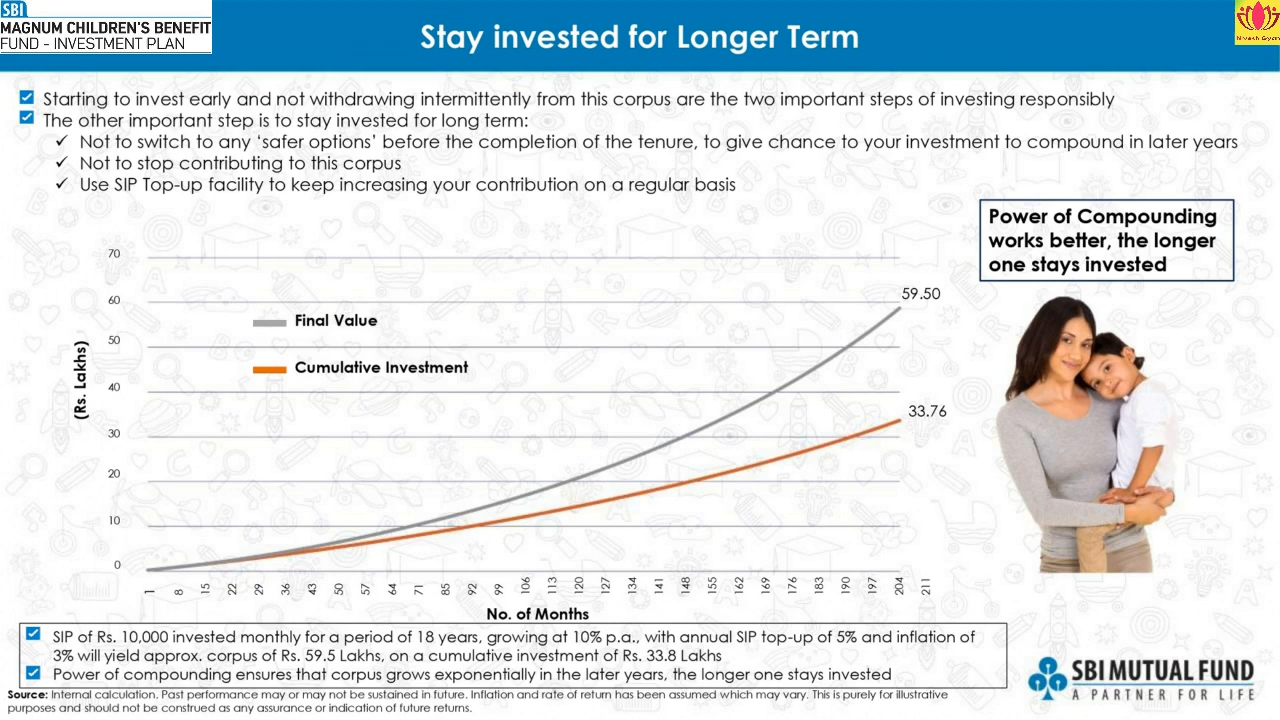 SBI
MAGNUM CHILDREN'S BENEFIT
FUND - INVESTMENT PLAN
Stay invested for Longer Term
Nivesh Gyan
Starting to invest early and not withdrawing intermittently from this corpus are the two important steps of investing responsibly
The other important step is to stay invested for long term:
Not to switch to any ‘safer options’ before the completion of the tenure, to give chance to your investment to compound in later years
Not to stop contributing to this corpus
Use SIP Top-up facility to keep increasing your contribution on a regular basis
Power of Compounding
works better, the longer
one stays invested
70
60
50
40
30
20
10
0
(Rs. Lakhs)
Final Value
Cumulative Investment
59.50
33.76
1 8 15 22 29 36 43 50 57 64 71 78 85 92 99 106 113 120 127 134 141 148 155 162 169 176 183 190 197 204 211
No. of Months
SIP of Rs. 10,000 invested monthly for a period of 18 years, growing at 10% p.a., with annual SIP top-up of 5% and inflation of
3% will yield approx. corpus of Rs. 59.5 Lakhs, on a cumulative investment of Rs. 33.8 Lakhs
Power of compounding ensures that corpus grows exponentially in the later years, the longer one stays invested
SBI MUTUAL FUND
A PARTNER FOR LIFE
Source: Internal calculation. Past performance may or may not be sustained in future. Inflation and rate of return has been assumed which may vary. This is purely for illustrative
purposes and should not be construed as any assurance or indication of future returns.